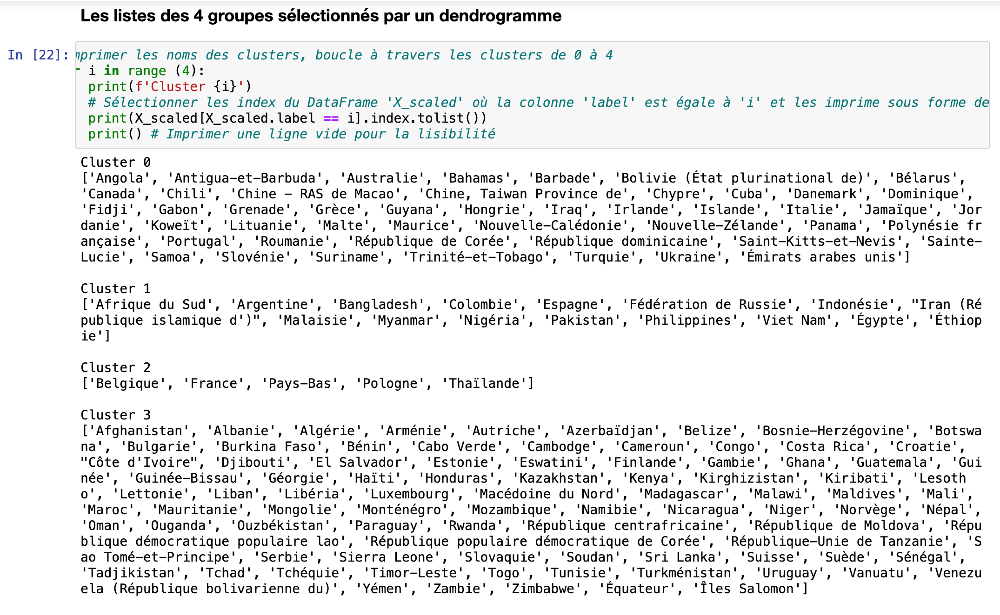 Les listes des 4 groupes sélectionnés par un dendrogramme
In [22]:
mprimer les noms des clusters, boucle à travers les clusters de 0 à 4
r i in range (4):
print(f'Cluster {i}')
# Sélectionner les index du DataFrame 'X_scaled' où la colonne 'label' est égale à 'i' et les imprime sous forme de
print(X_scaled[X_scaled.label == i].index.tolist())
print() # Imprimer une ligne vide pour la lisibilité
Cluster 0
['Angola', 'Antigua-et-Barbuda', 'Australie', 'Bahamas', 'Barbade', 'Bolivie (État plurinational de)', 'Bélarus',
'Canada', 'Chili', 'Chine - RAS de Macao', 'Chine, Taiwan Province de', 'Chypre', 'Cuba', 'Danemark', 'Dominique',
'Fidji', 'Gabon', 'Grenade', 'Grèce', 'Guyana', 'Hongrie', 'Iraq', 'Irlande', 'Islande', 'Italie', 'Jamaïque', 'Jor
danie', 'Koweït', 'Lituanie', 'Malte', 'Maurice', 'Nouvelle-Calédonie', 'Nouvelle-Zélande', 'Panama', 'Polynésie fr
ançaise', 'Portugal', 'Roumanie', 'République de Corée', 'République dominicaine', 'Saint-Kitts-et-Nevis', 'Sainte-
Lucie', 'Samoa', 'Slovénie', 'Suriname', 'Trinité-et-Tobago', 'Turquie', 'Ukraine', 'Émirats arabes unis']
Cluster 1
['Afrique du Sud', 'Argentine', 'Bangladesh', 'Colombie', 'Espagne', 'Fédération de Russie', 'Indonésie', "Iran (Ré
publique islamique d')", 'Malaisie', 'Myanmar', 'Nigéria', 'Pakistan', 'Philippines', 'Viet Nam', 'Égypte', 'Éthiop
ie']
Cluster 2
['Belgique', 'France', 'Pays-Bas', 'Pologne', 'Thaïlande']
Cluster 3
['Afghanistan', 'Albanie', 'Algérie', 'Arménie', 'Autriche', 'Azerbaïdjan', 'Belize', 'Bosnie-Herzégovine', 'Botswa
na', 'Bulgarie', 'Burkina Faso', 'Bénin', 'Cabo Verde', 'Cambodge', 'Cameroun', 'Congo', 'Costa Rica', 'Croatie',
"Côte d'Ivoire", 'Djibouti', 'El Salvador', 'Estonie', 'Eswatini', 'Finlande', 'Gambie', 'Ghana', 'Guatemala', 'Gui
née', 'Guinée-Bissau', 'Géorgie', 'Haïti', 'Honduras', 'Kazakhstan', 'Kenya', 'Kirghizistan', 'Kiribati', 'Lesoth
o', 'Lettonie', 'Liban', 'Libéria', 'Luxembourg', 'Macédoine du Nord', 'Madagascar', 'Malawi', 'Maldives', 'Mali',
'Maroc', 'Mauritanie', 'Mongolie', 'Monténégro', 'Mozambique', 'Namibie', 'Nicaragua', 'Niger', 'Norvège', 'Népal',
'Oman', 'Ouganda', 'Ouzbékistan', 'Paraguay', 'Rwanda', 'République centrafricaine', 'République de Moldova', 'Répu
blique démocratique populaire lao', 'République populaire démocratique de Corée', 'République-Unie de Tanzanie', 'S
ao Tomé-et-Principe', 'Serbie', 'Sierra Leone', 'Slovaquie', 'Soudan', 'Sri Lanka', 'Suisse', 'Suède', 'Sénégal',
'Tadjikistan', 'Tchad', 'Tchéquie', 'Timor-Leste', 'Togo', 'Tunisie', 'Turkménistan', 'Uruguay', 'Vanuatu', 'Venezu
ela (République bolivarienne du)', 'Yémen', 'Zambie', 'Zimbabwe', 'Équateur', 'Îles Salomon']